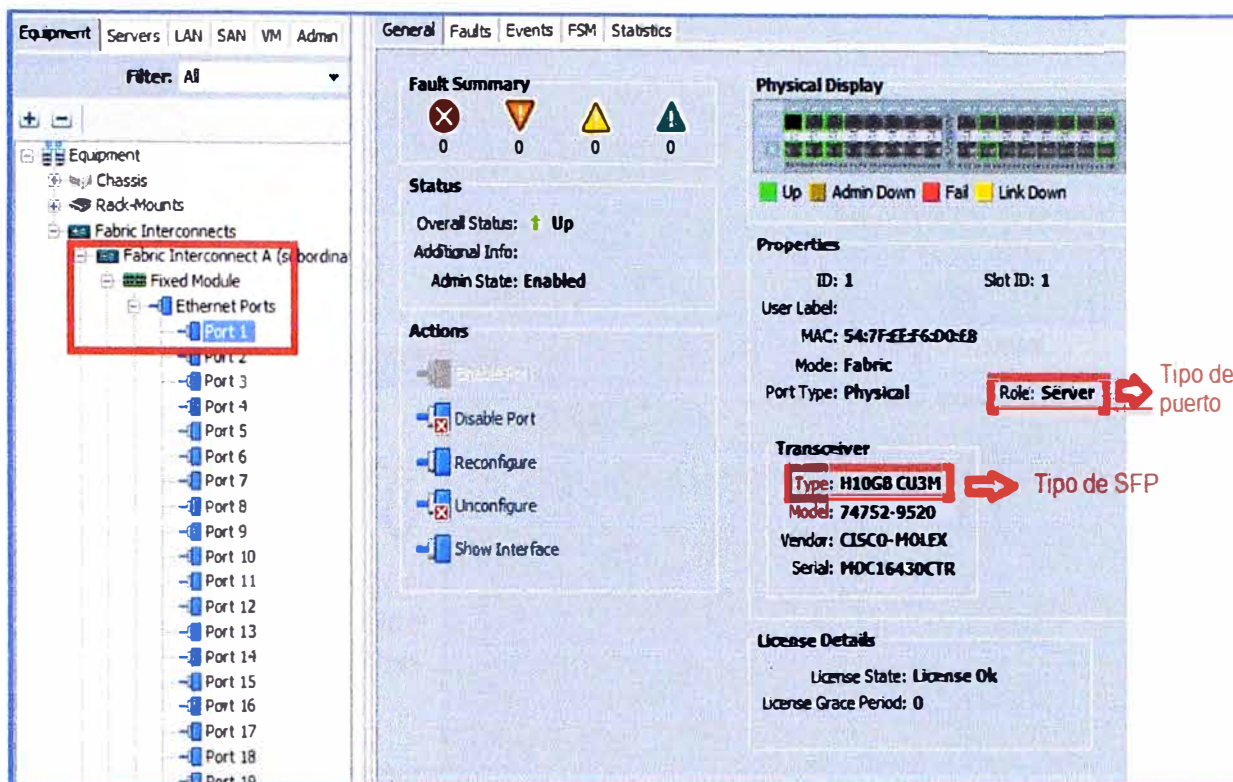 Equipment Servers LAN SAN VM Admin
Filter: All
Equipment
Chassis
Rack-Mounts
Fabric Interconnects
Fabric Interconnect A (subordina
Fixed Module
Ethernet Ports
Port 1
Port 2
Port 3
Port 4
Port 5
Port 6
Port 7
Port 8
Port 9
Port 10
Port 11
Port 12
Port 13
Port 14
Port 15
Port 16
Port 17
Port 18
Port 19
General Faults Events FSM Statistics
Fault Summary
0 0 0 0
Status
Overall Status: Up
Additional Info:
Admin State: Enabled
Actions
Enable Port
Disable Port
Reconfigure
Unconfigure
Show Interface
Physical Display
Up Admin Down Fail Link Down
Properties
ID: 1 Slot ID: 1
User Label:
MAC:
Mode: Fabric
Port Type: Physical Role: Server
Tipo de
puerto
Transceiver
Type: H10GB CU3M
Tipo de SFP
Model: 74752-9520
Vendor: CISCO-MOLEX
Serial: MOC16430CTR
License Details
License State: License Ok
License Grace Period: 0